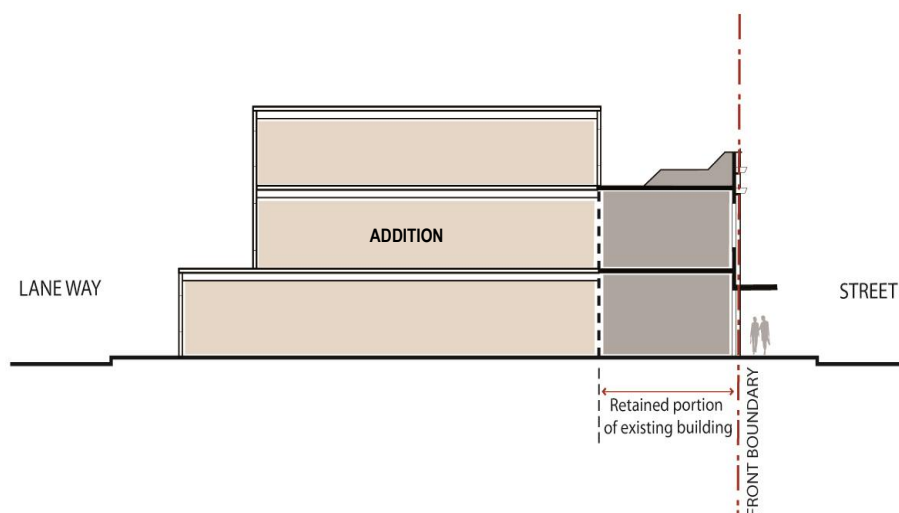 ADDITION
LANE WAY
STREET
Retained portion
of existing building
FRONT BOUNDARY